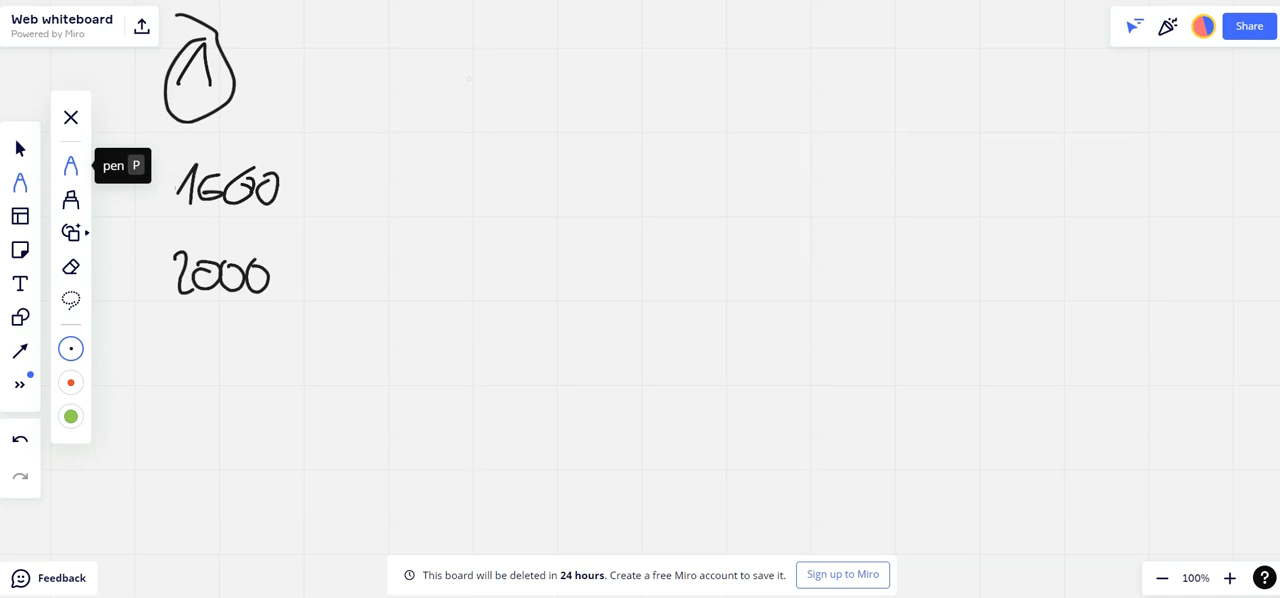 Web whiteboard
Powered by Miro
Share
1
pen P
1600
2000
This board will be deleted in 24 hours. Create a free Miro account to save it.
Sign up to Miro
Feedback
100%
?